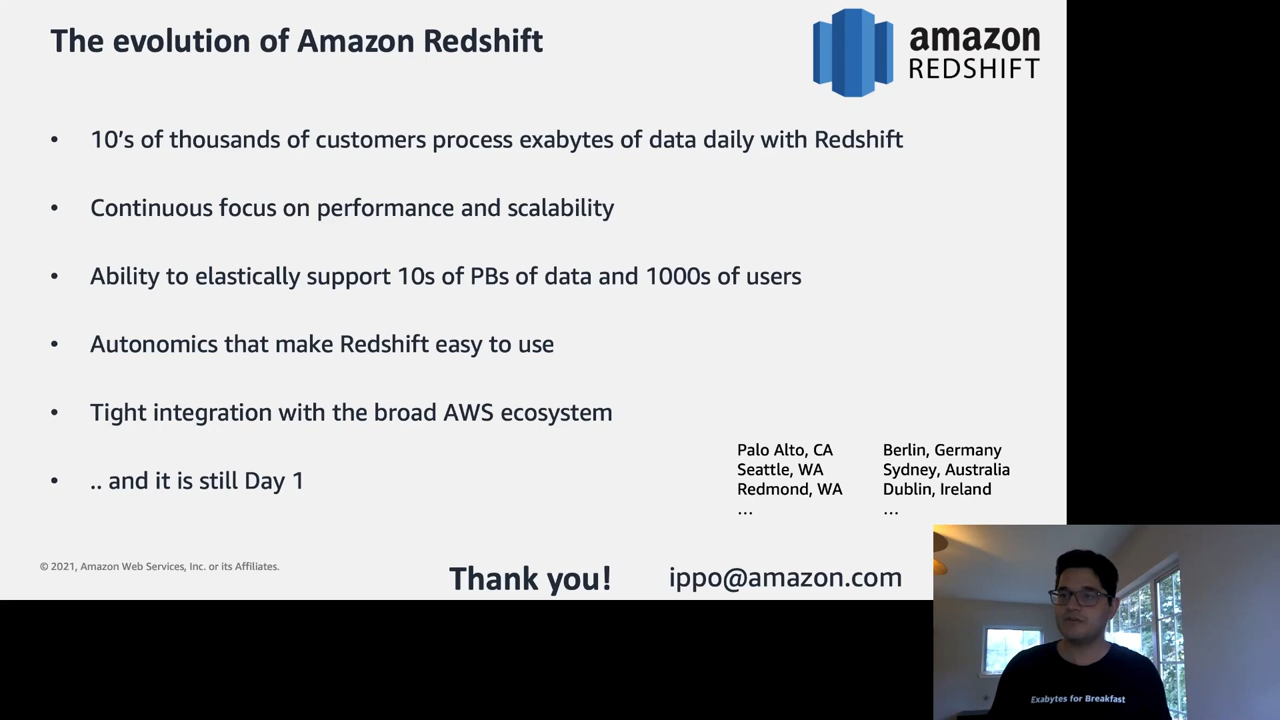 The evolution of Amazon Redshift
amazon
REDSHIFT
• 10's of thousands of customers process exabytes of data daily with Redshift
• Continuous focus on performance and scalability
• Ability to elastically support 10s of PBs of data and 1000s of users
• Autonomics that make Redshift easy to use
• Tight integration with the broad AWS ecosystem
• .. and it is still Day 1
Palo Alto, CA
Seattle, WA
Redmond, WA
...
Berlin, Germany
Sydney, Australia
Dublin, Ireland
...
© 2021, Amazon Web Services, Inc. or its Affiliates.
Thank you!
ippo@amazon.com
Exabytes for Breakfast